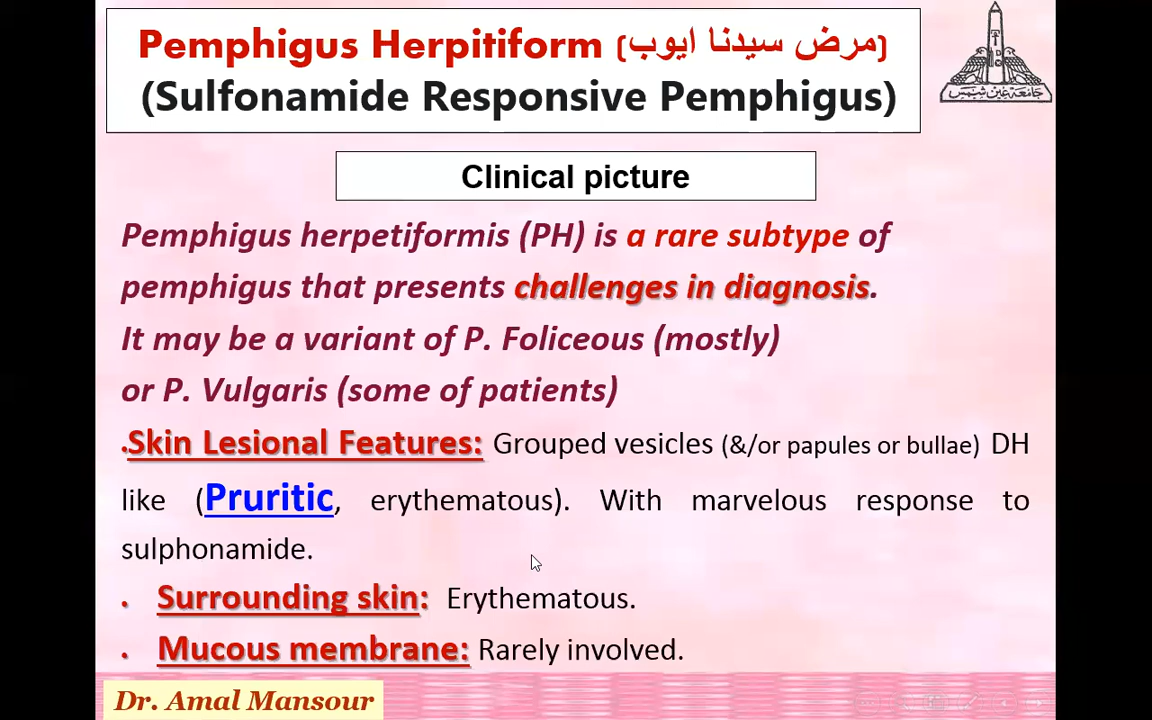 Pemphigus Herpitiform (مرض سيدنا ايوب)
(Sulfonamide Responsive Pemphigus)
جامعة عين شمس
Clinical picture
Pemphigus herpetiformis (PH) is a rare subtype of
pemphigus that presents challenges in diagnosis.
It may be a variant of P. Foliceous (mostly)
or P. Vulgaris (some of patients)
•Skin Lesional Features: Grouped vesicles (&/or papules or bullae) DH
like (Pruritic, erythematous). With marvelous response to
sulphonamide.
• Surrounding skin: Erythematous.
• Mucous membrane: Rarely involved.
Dr. Amal Mansour